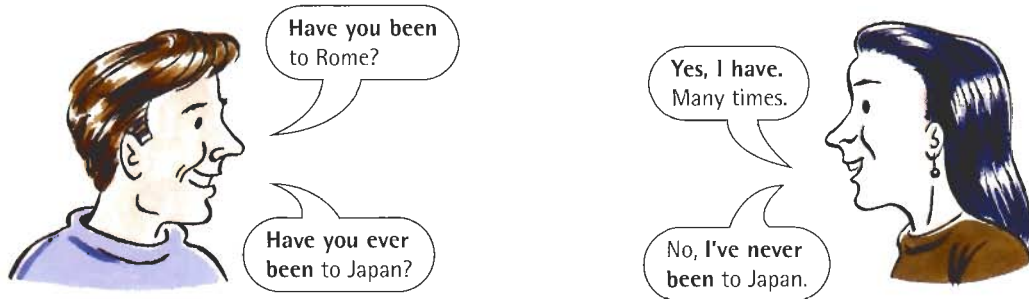 Have you been
to Rome?
Yes, I have.
Many times.
Have you ever
been to Japan?
No, I've never
been to Japan.